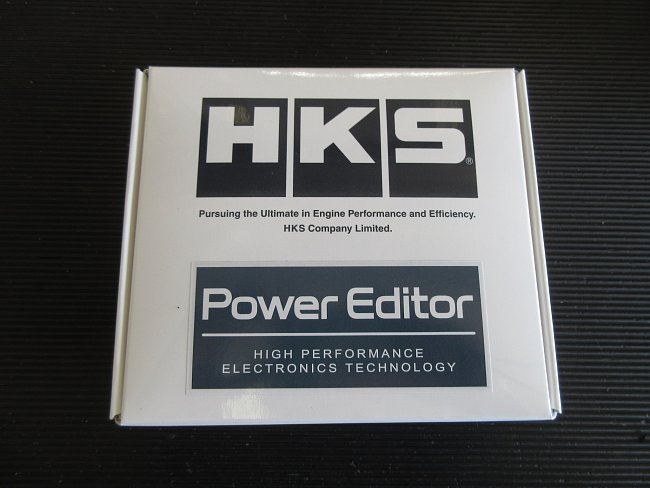 HKS®
Pursuing the Ultimate in Engine Performance and Efficiency.
HKS Company Limited.
Power Editor
HIGH PERFORMANCE
ELECTRONICS TECHNOLOGY